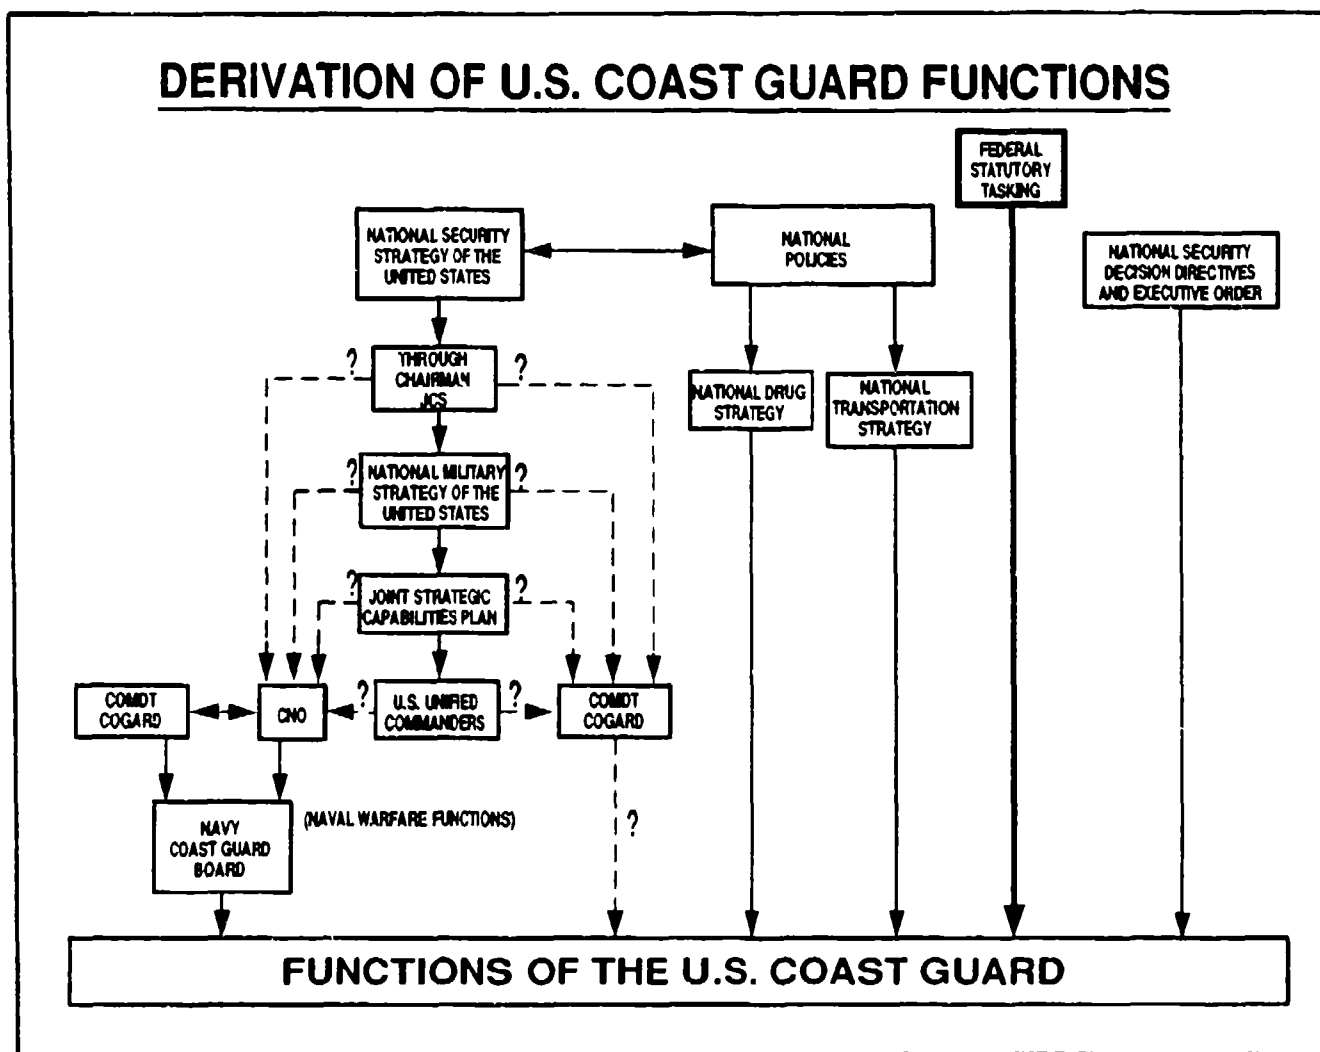 DERIVATION OF U.S. COAST GUARD FUNCTIONS
FEDERAL
STATUTORY
TASKING
NATIONAL SECURITY
STRATEGY OF THE
UNITED STATES
NATIONAL
POLICIES
NATIONAL SECURITY
DECISION DIRECTIVES
AND EXECUTIVE ORDER
?
THROUGH
CHAIRMAN
JCS
?
NATIONAL DRUG
STRATEGY
NATIONAL
TRANSPORTATION
STRATEGY
?
NATIONAL MILITARY
STRATEGY OF THE
UNITED STATES
?
?
JOINT STRATEGIC
CAPABILITIES PLAN
?
COMDT
COGARD
CNO
?
U.S. UNIFIED
COMMANDERS
?
COMDT
COGARD
NAVY
COAST GUARD
BOARD
(NAVAL WARFARE FUNCTIONS)
?
FUNCTIONS OF THE U.S. COAST GUARD